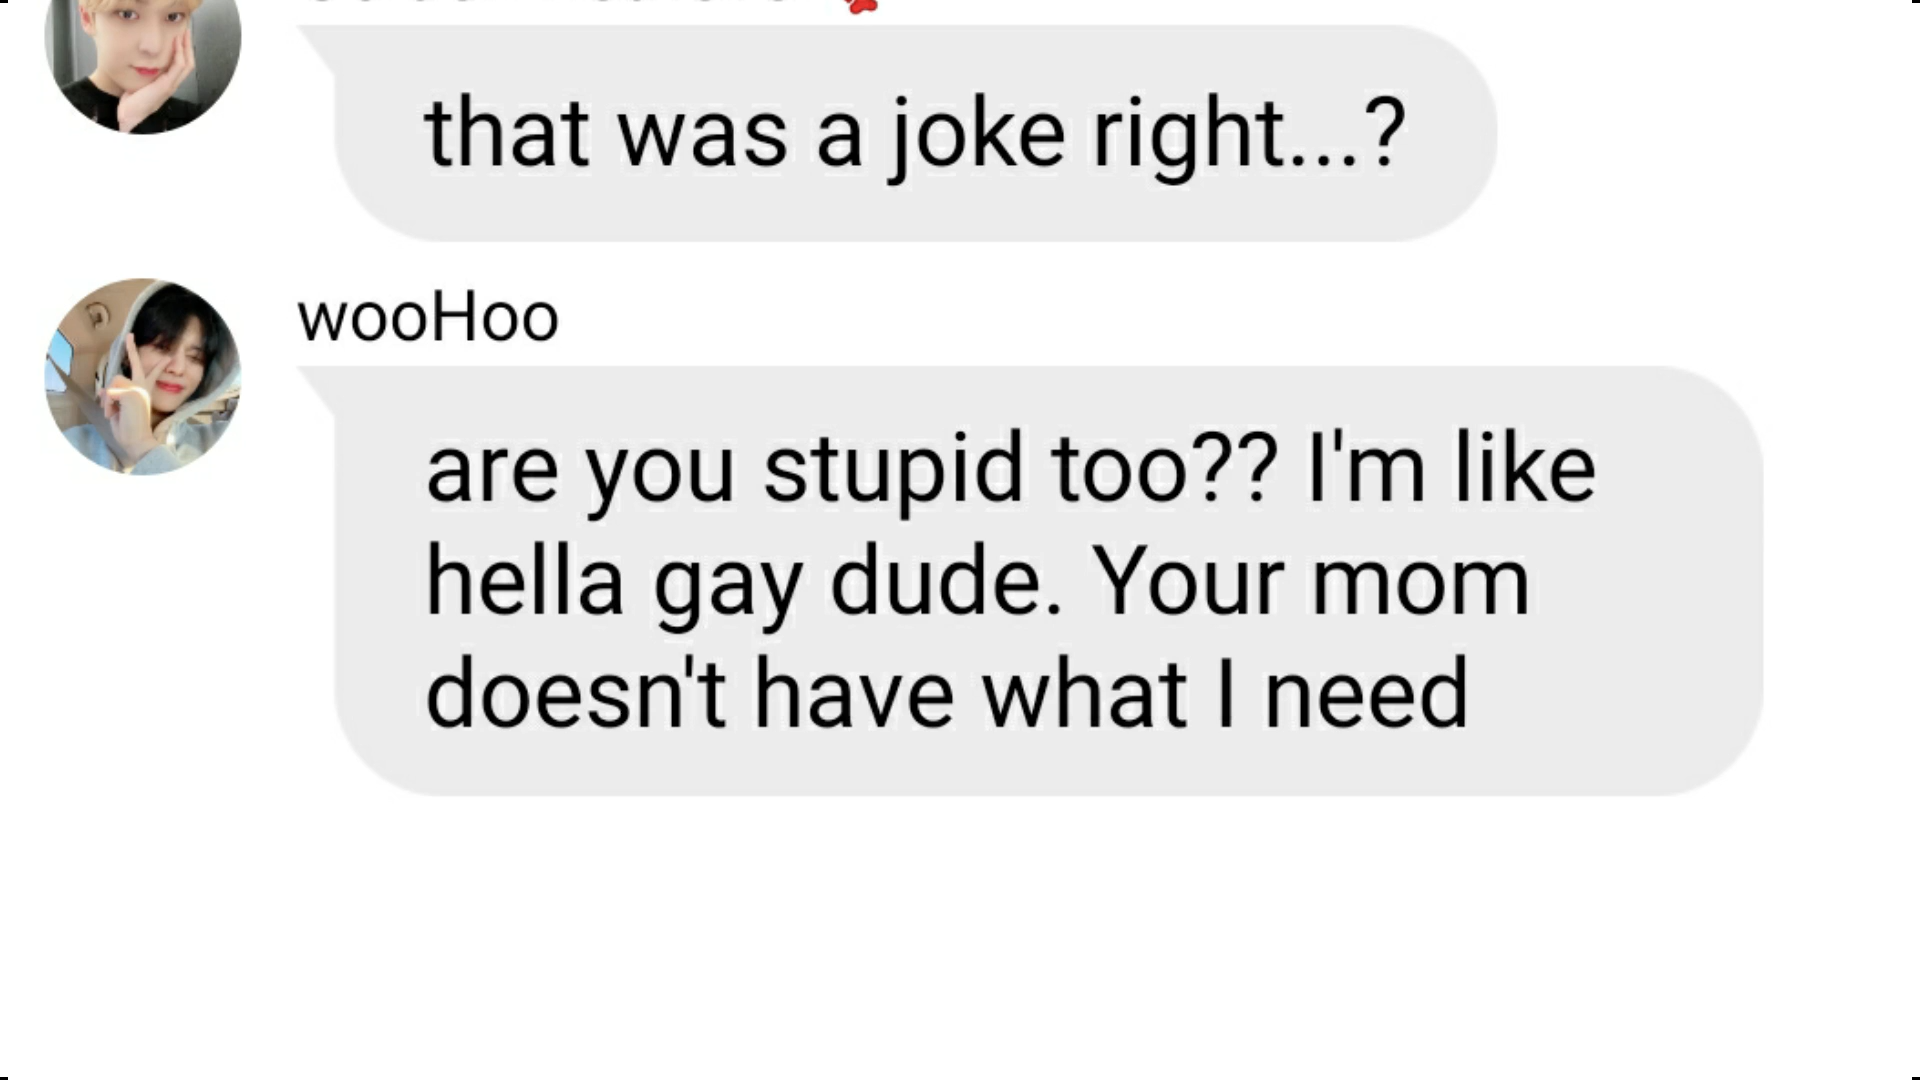 that was a joke right...?
wooHoo
are you stupid too?? I'm like
hella gay dude. Your mom
doesn't have what I need